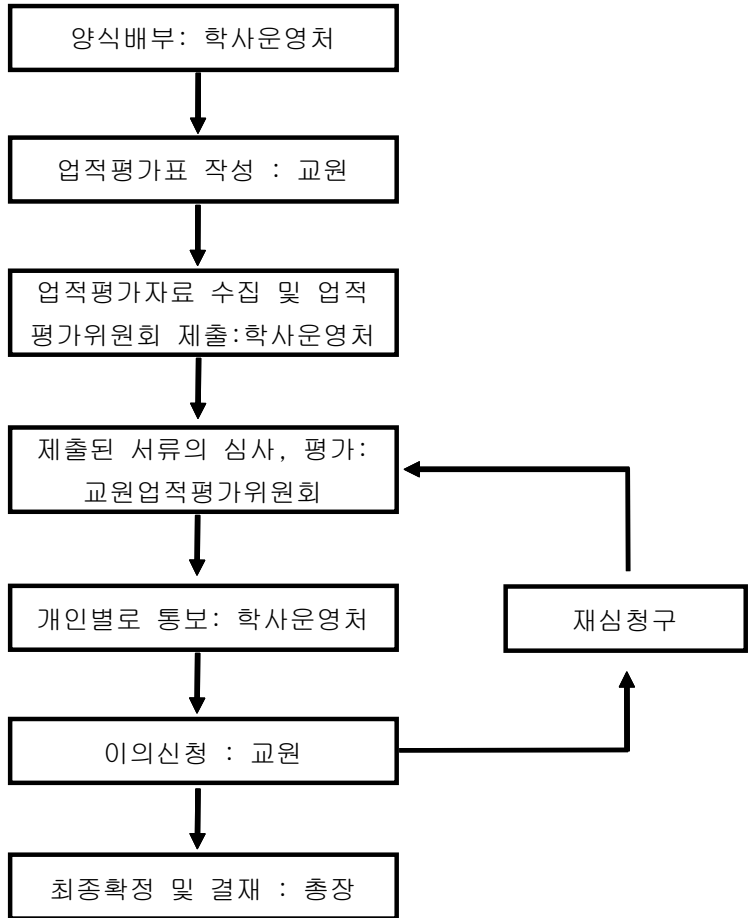 양식배부: 학사운영처
업적평가표 작성 : 교원
업적평가자료 수집 및 업적
평가위원회 제출:학사운영처
제출된 서류의 심사, 평가:
교원업적평가위원회
개인별로 통보: 학사운영처
재심청구
이의신청 : 교원
최종확정 및 결재 : 총장